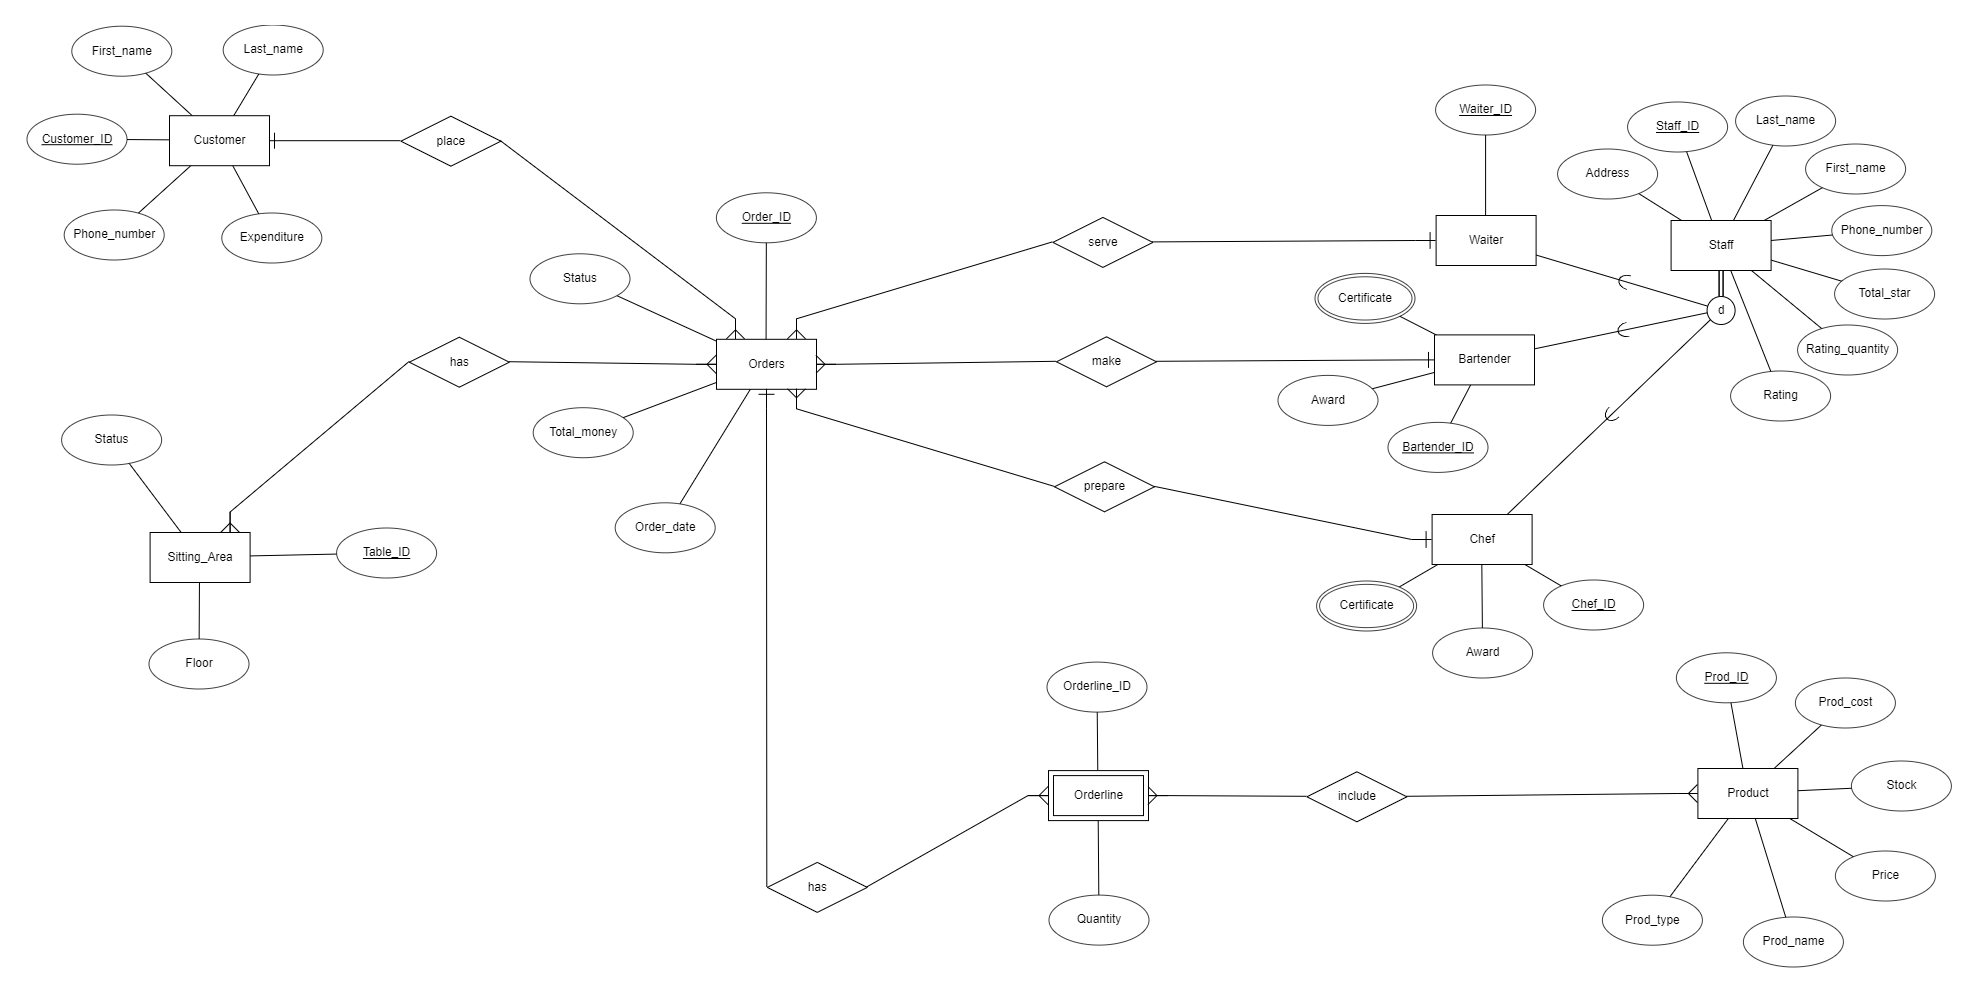 First_name
Last_name
Customer_ID
Customer
place
Phone_number
Expenditure
Order_ID
Status
Orders
has
Total_money
Order_date
Status
Sitting_Area
Table_ID
Floor
Waiter_ID
serve
Waiter
Staff_ID
Last_name
Address
First_name
Phone_number
Staff
Total_star
d
Rating_quantity
Rating
Certificate
make
Bartender
Award
Bartender_ID
prepare
Chef
Certificate
Chef_ID
Award
Orderline_ID
Orderline
include
has
Quantity
Prod_ID
Prod_cost
Stock
Product
Price
Prod_type
Prod_name